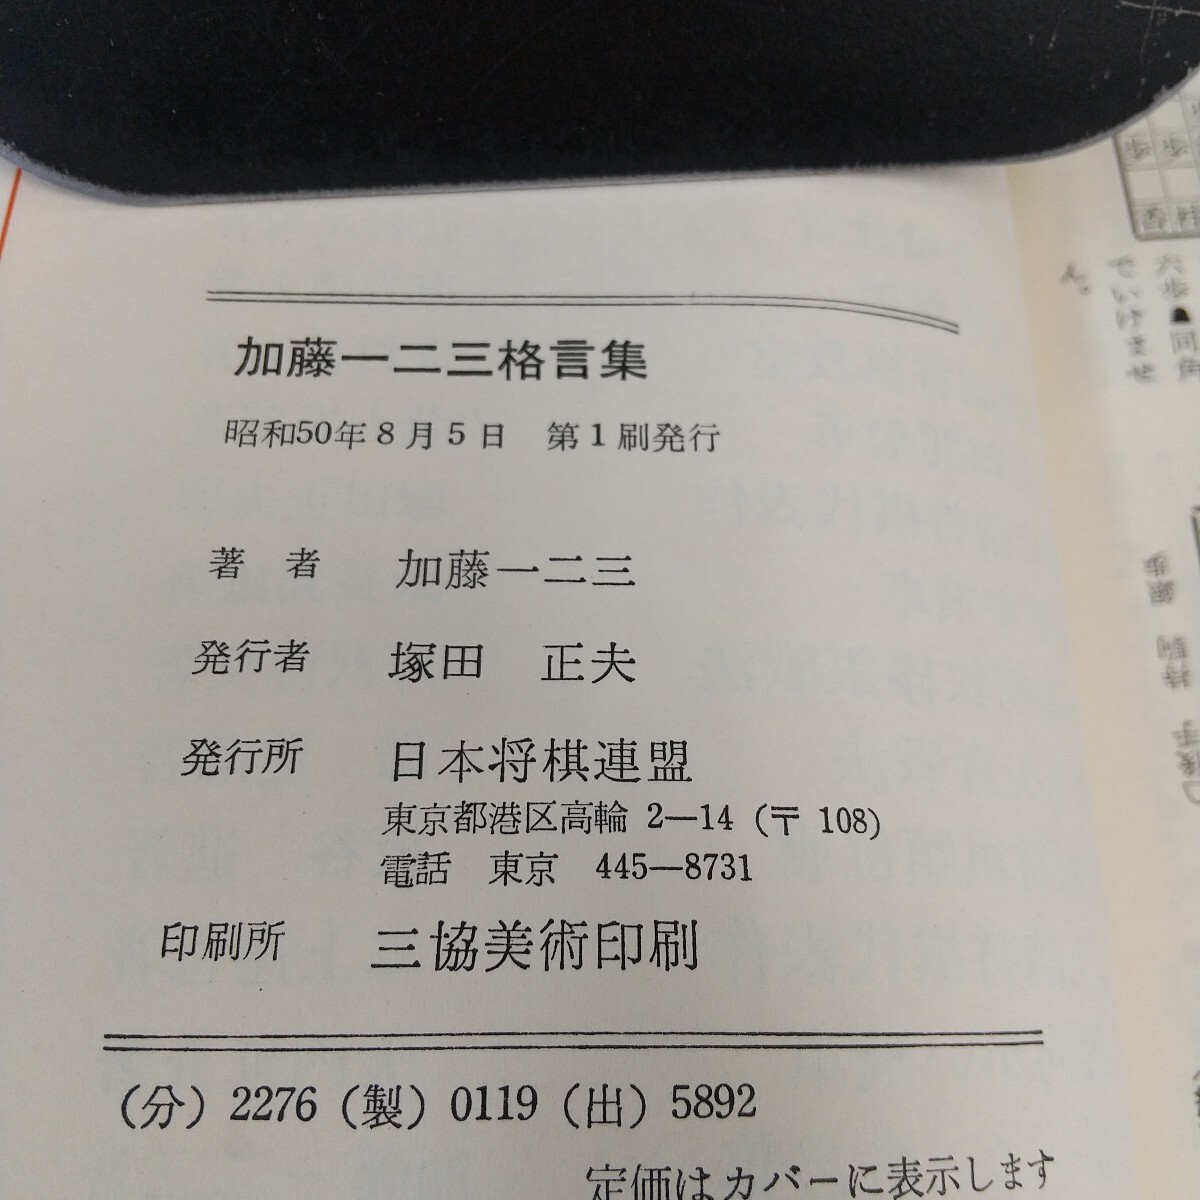 加藤一二三格言集
昭和50年8月5日　第1刷発行
著　者　加藤一二三
発行者　塚田　正夫
発行所　日本将棋連盟
東京都港区高輪 2—14 (〒 108)
電話　東京　445—8731
印刷所　三協美術印刷
(分) 2276 (製) 0119 (出) 5892
定価はカバーに表示します